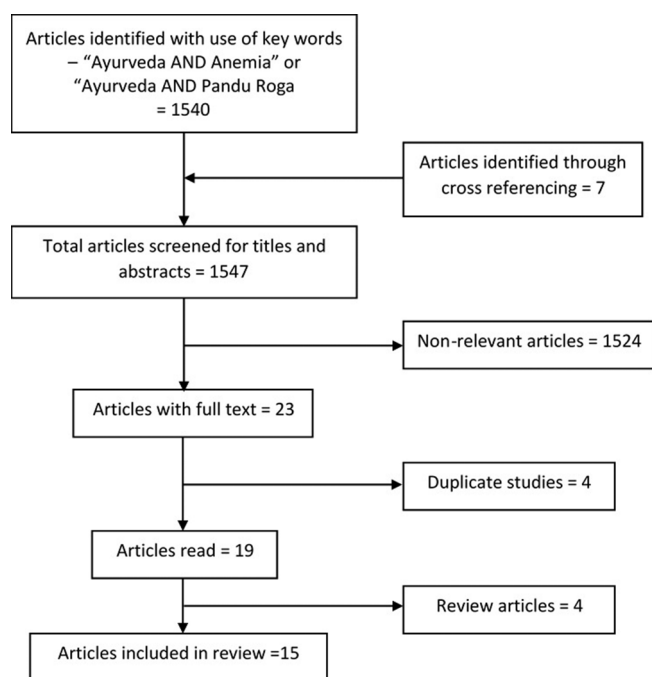 Articles identified with use of key words
– “Ayurveda AND Anemia” or
“Ayurveda AND Pandu Roga
= 1540
Articles identified through
cross referencing = 7
Total articles screened for titles and
abstracts = 1547
Non-relevant articles = 1524
Articles with full text = 23
Duplicate studies = 4
Articles read = 19
Review articles = 4
Articles included in review =15